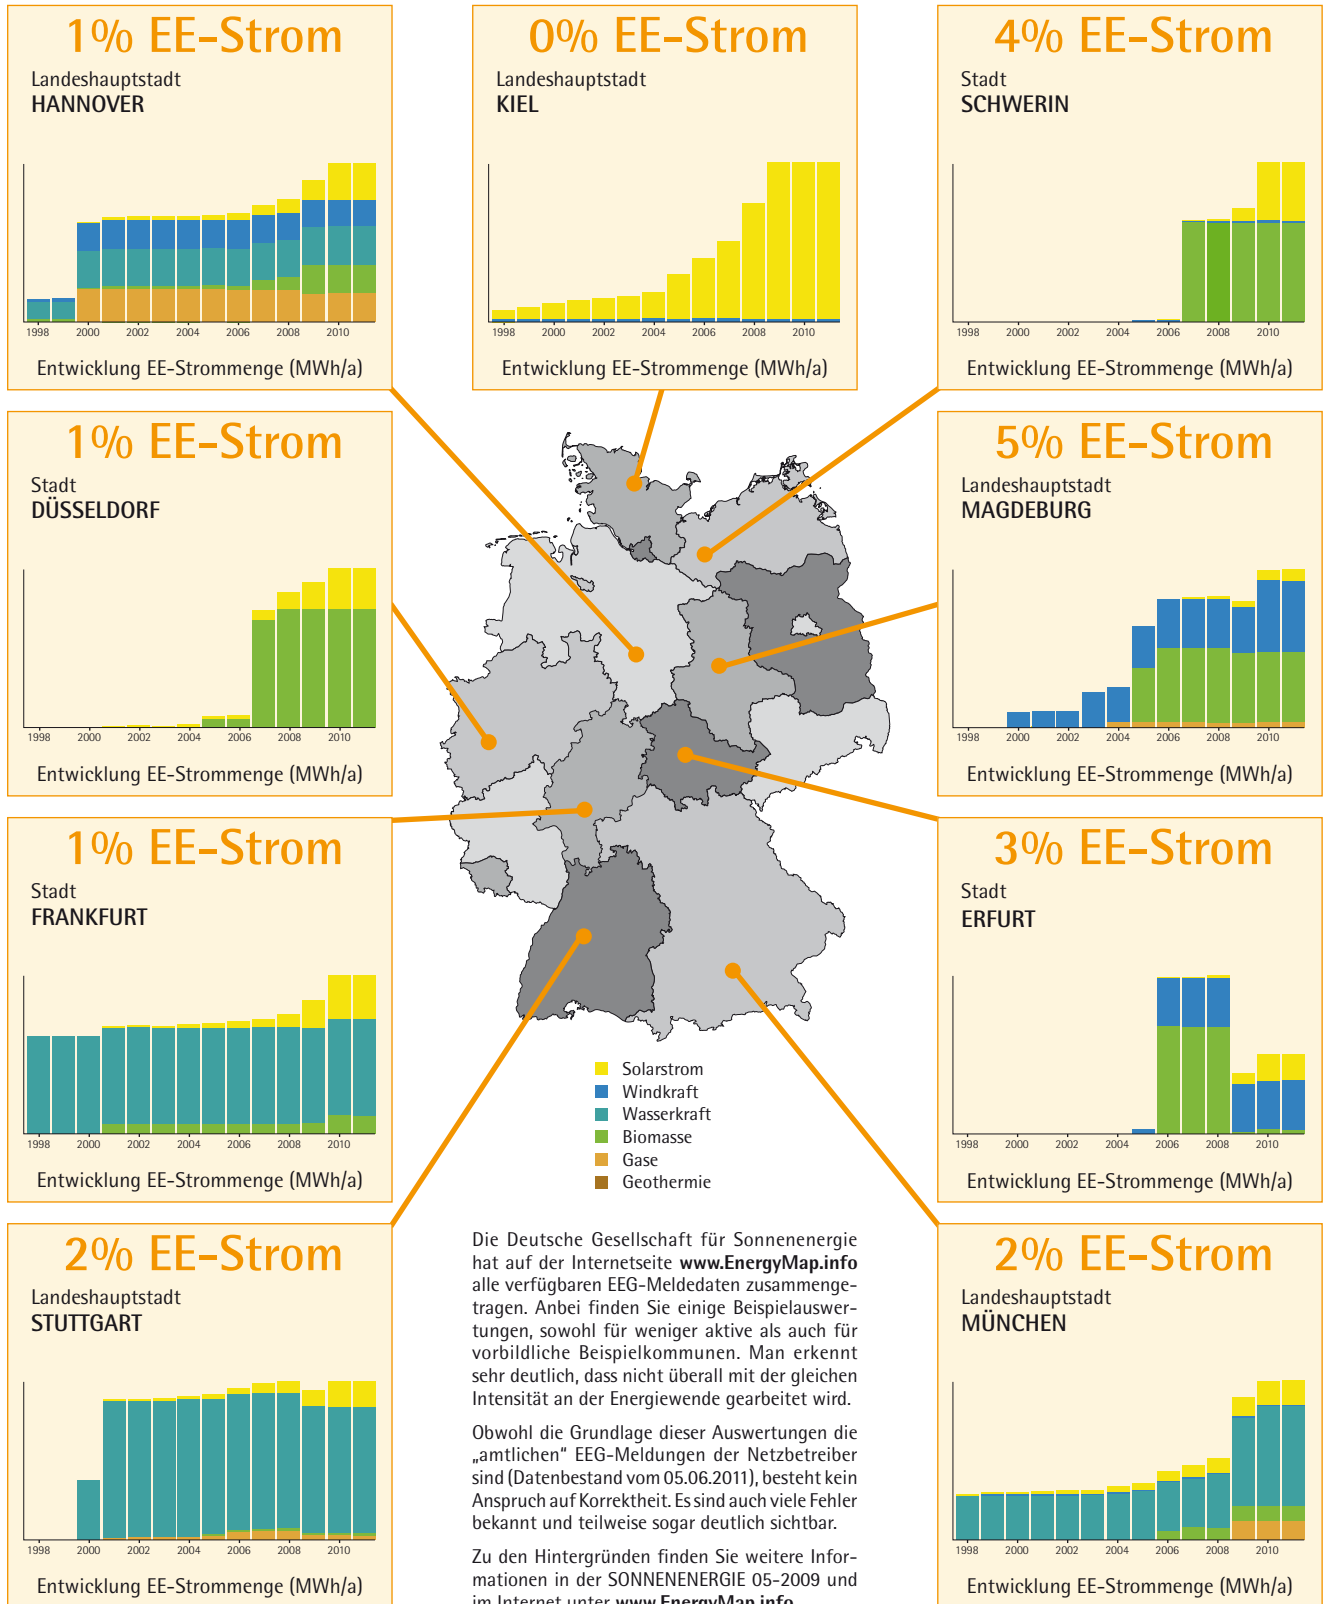 1% EE-Strom
Landeshauptstadt
HANNOVER
1998 2000 2002 2004 2006 2008 2010
Entwicklung EE-Strommenge (MWh/a)
0% EE-Strom
Landeshauptstadt
KIEL
1998 2000 2002 2004 2006 2008 2010
Entwicklung EE-Strommenge (MWh/a)
4% EE-Strom
Stadt
SCHWERIN
1998 2000 2002 2004 2006 2008 2010
Entwicklung EE-Strommenge (MWh/a)
1% EE-Strom
Stadt
DÜSSELDORF
1998 2000 2002 2004 2006 2008 2010
Entwicklung EE-Strommenge (MWh/a)
5% EE-Strom
Landeshauptstadt
MAGDEBURG
1998 2000 2002 2004 2006 2008 2010
Entwicklung EE-Strommenge (MWh/a)
1% EE-Strom
Stadt
FRANKFURT
1998 2000 2002 2004 2006 2008 2010
Entwicklung EE-Strommenge (MWh/a)
3% EE-Strom
Stadt
ERFURT
1998 2000 2002 2004 2006 2008 2010
Entwicklung EE-Strommenge (MWh/a)
Solarstrom
Windkraft
Wasserkraft
Biomasse
Gase
Geothermie
2% EE-Strom
Landeshauptstadt
STUTTGART
1998 2000 2002 2004 2006 2008 2010
Entwicklung EE-Strommenge (MWh/a)
Die Deutsche Gesellschaft für Sonnenenergie
hat auf der Internetseite www.EnergyMap.info
alle verfügbaren EEG-Meldedaten zusammenge-
tragen. Anbei finden Sie einige Beispielauswer-
tungen, sowohl für weniger aktive als auch für
vorbildliche Beispielkommunen. Man erkennt
sehr deutlich, dass nicht überall mit der gleichen
Intensität an der Energiewende gearbeitet wird.
Obwohl die Grundlage dieser Auswertungen die
„amtlichen“ EEG-Meldungen der Netzbetreiber
sind (Datenbestand vom 05.06.2011), besteht kein
Anspruch auf Korrektheit. Es sind auch viele Fehler
bekannt und teilweise sogar deutlich sichtbar.
Zu den Hintergründen finden Sie weitere Infor-
mationen in der SONNENENERGIE 05-2009 und
im Internet unter www.EnergyMap.info
2% EE-Strom
Landeshauptstadt
MÜNCHEN
1998 2000 2002 2004 2006 2008 2010
Entwicklung EE-Strommenge (MWh/a)